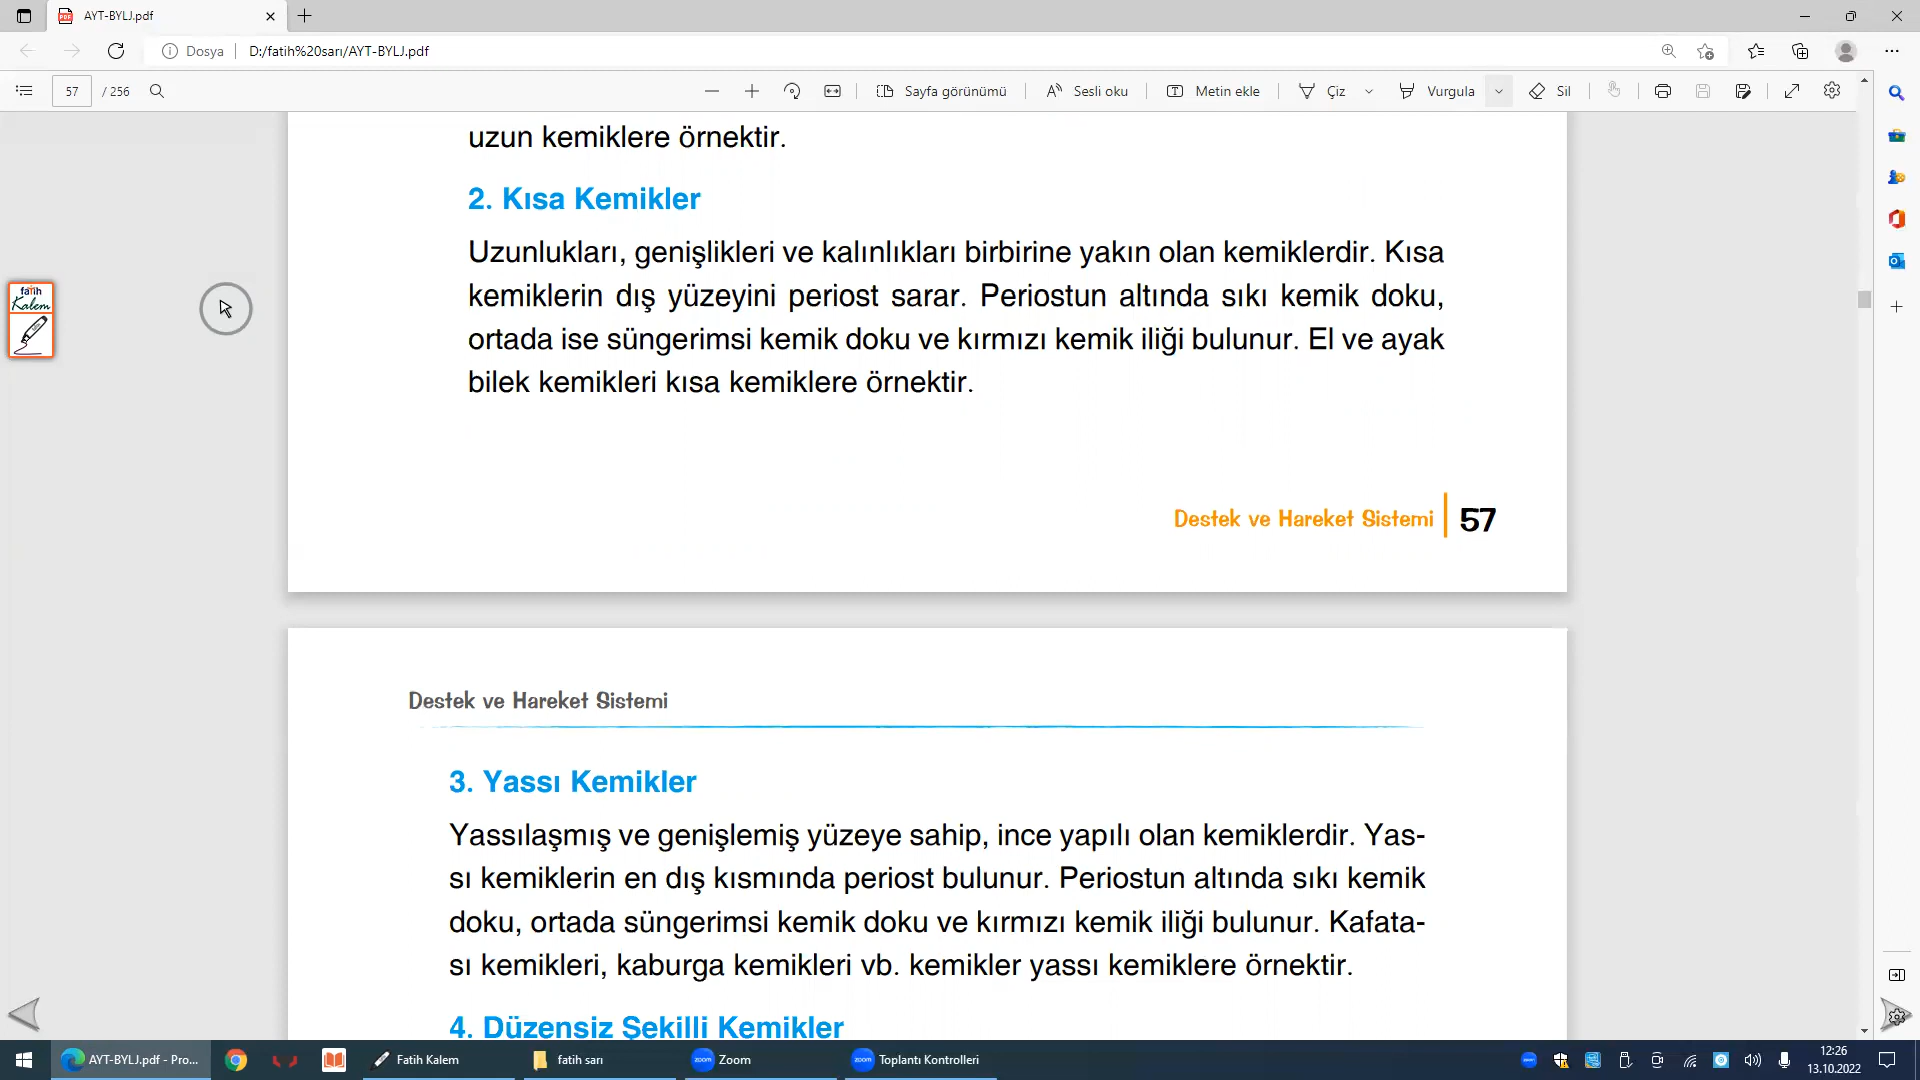 AYT-BYLJ.pdf
Dosya
D:/fatih%20sarı/AYT-BYLJ.pdf
57 / 256
Sayfa görünümü
Sesli oku
Metin ekle
Çiz
Vurgula
Sil
uzun kemiklere örnektir.
2. Kısa Kemikler
Uzunlukları, genişlikleri ve kalınlıkları birbirine yakın olan kemiklerdir. Kısa
kemiklerin dış yüzeyini periost sarar. Periostun altında sıkı kemik doku,
ortada ise süngerimsi kemik doku ve kırmızı kemik iliği bulunur. El ve ayak
bilek kemikleri kısa kemiklere örnektir.
fatih
Kalem
Destek ve Hareket Sistemi 57
Destek ve Hareket Sistemi
3. Yassı Kemikler
Yassılaşmış ve genişlemiş yüzeye sahip, ince yapılı olan kemiklerdir. Yas-
sı kemiklerin en dış kısmında periost bulunur. Periostun altında sıkı kemik
doku, ortada süngerimsi kemik doku ve kırmızı kemik iliği bulunur. Kafata-
sı kemikleri, kaburga kemikleri vb. kemikler yassı kemiklere örnektir.
4. Düzensiz Şekilli Kemikler
AYT-BYLJ.pdf - Pro...
Fatih Kalem
fatih sarı
zoom Zoom
zoom Toplantı Kontrolleri
12:26
13.10.2022